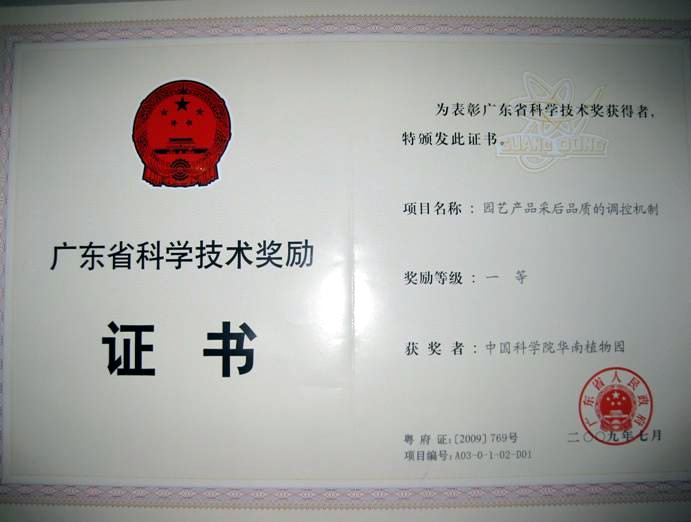 广东省科学技术奖励
证书
为表彰广东省科学技术奖获得者，
特颁发此证书。
GUANG DONG
项目名称：园艺产品采后品质的调控机制
奖励等级：一等
获奖者：中国科学院华南植物园
广东省人民政府
二〇〇九年七月
粤府证:[2009]769号
项目编号:A03-0-1-02-D01